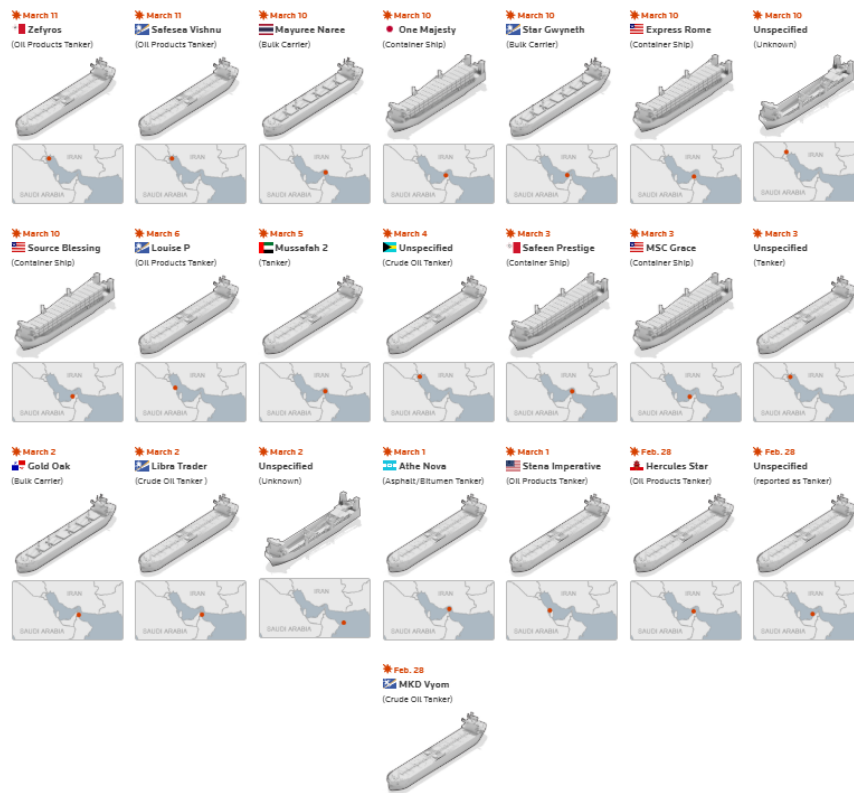 March 11
Zefyros
(Oil Products Tanker)
IRAN
SAUDI ARABIA
March 11
Safesea Vishnu
(Oil Products Tanker)
IRAN
SAUDI ARABIA
March 10
Mayuree Naree
(Bulk Carrier)
IRAN
SAUDI ARABIA
March 10
One Majesty
(Container Ship)
IRAN
SAUDI ARABIA
March 10
Star Gwyneth
(Bulk Carrier)
IRAN
SAUDI ARABIA
March 10
Express Rome
(Container Ship)
IRAN
SAUDI ARABIA
March 10
Unspecified
(Unknown)
IRAN
SAUDI ARABIA
March 10
Source Blessing
(Container Ship)
IRAN
SAUDI ARABIA
March 6
Louise P
(Oil Products Tanker)
IRAN
SAUDI ARABIA
March 5
Mussafah 2
(Tanker)
IRAN
SAUDI ARABIA
March 4
Unspecified
(Crude Oil Tanker)
IRAN
SAUDI ARABIA
March 3
Safeen Prestige
(Container Ship)
IRAN
SAUDI ARABIA
March 3
MSC Grace
(Container Ship)
IRAN
SAUDI ARABIA
March 3
Unspecified
(Tanker)
IRAN
SAUDI ARABIA
March 2
Gold Oak
(Bulk Carrier)
IRAN
SAUDI ARABIA
March 2
Libra Trader
(Crude Oil Tanker )
IRAN
SAUDI ARABIA
March 2
Unspecified
(Unknown)
IRAN
SAUDI ARABIA
March 1
Athe Nova
(Asphalt/Bitumen Tanker)
IRAN
SAUDI ARABIA
March 1
Stena Imperative
(Oil Products Tanker)
IRAN
SAUDI ARABIA
Feb. 28
Hercules Star
(Oil Products Tanker)
IRAN
SAUDI ARABIA
Feb. 28
Unspecified
(reported as Tanker)
IRAN
SAUDI ARABIA
Feb. 28
MKD Vyom
(Crude Oil Tanker)